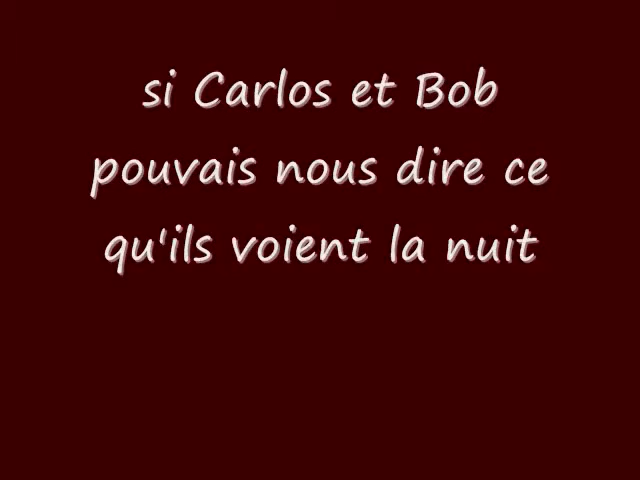 si Carlos et Bob
pouvais nous dire ce
qu'ils voient la nuit